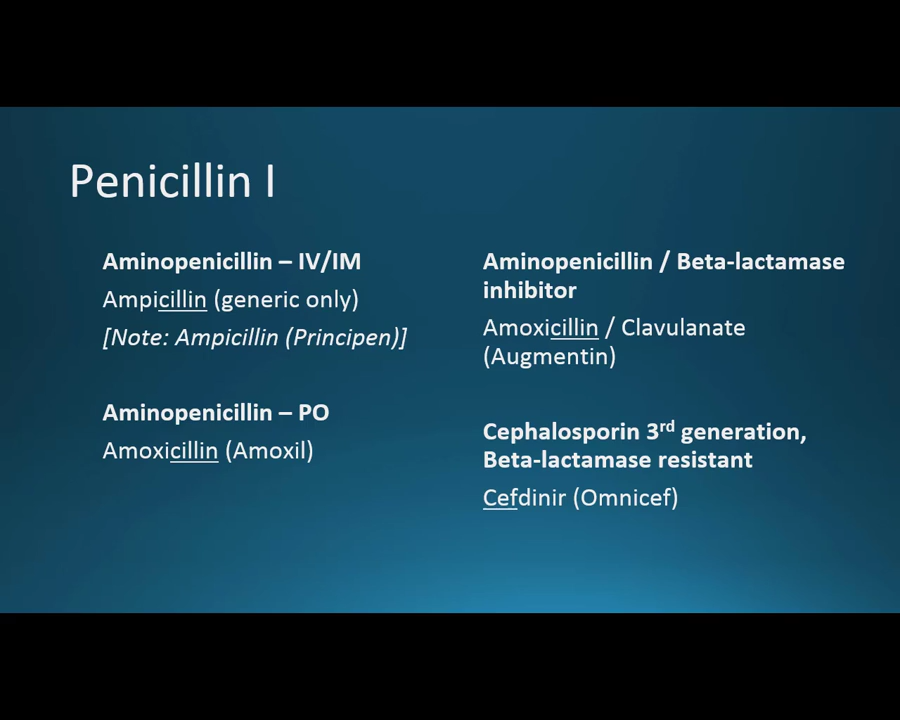 Penicillin I
Aminopenicillin – IV/IM
Ampicillin (generic only)
[Note: Ampicillin (Principen)]
Aminopenicillin – PO
Amoxicillin (Amoxil)
Aminopenicillin / Beta-lactamase
inhibitor
Amoxicillin / Clavulanate
(Augmentin)
Cephalosporin 3rd generation,
Beta-lactamase resistant
Cefdinir (Omnicef)